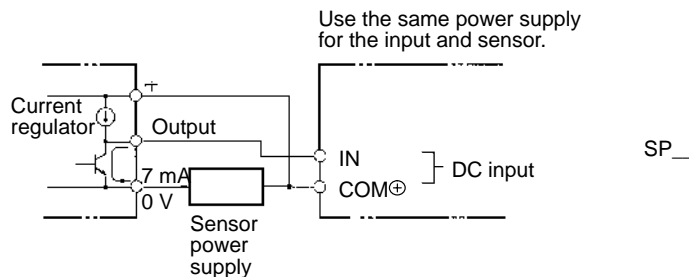 Use the same power supply
for the input and sensor.
+
Current
regulator
Output
IN
7 mA
COM⊕
DC input
0 V
Sensor
power
supply
SP__